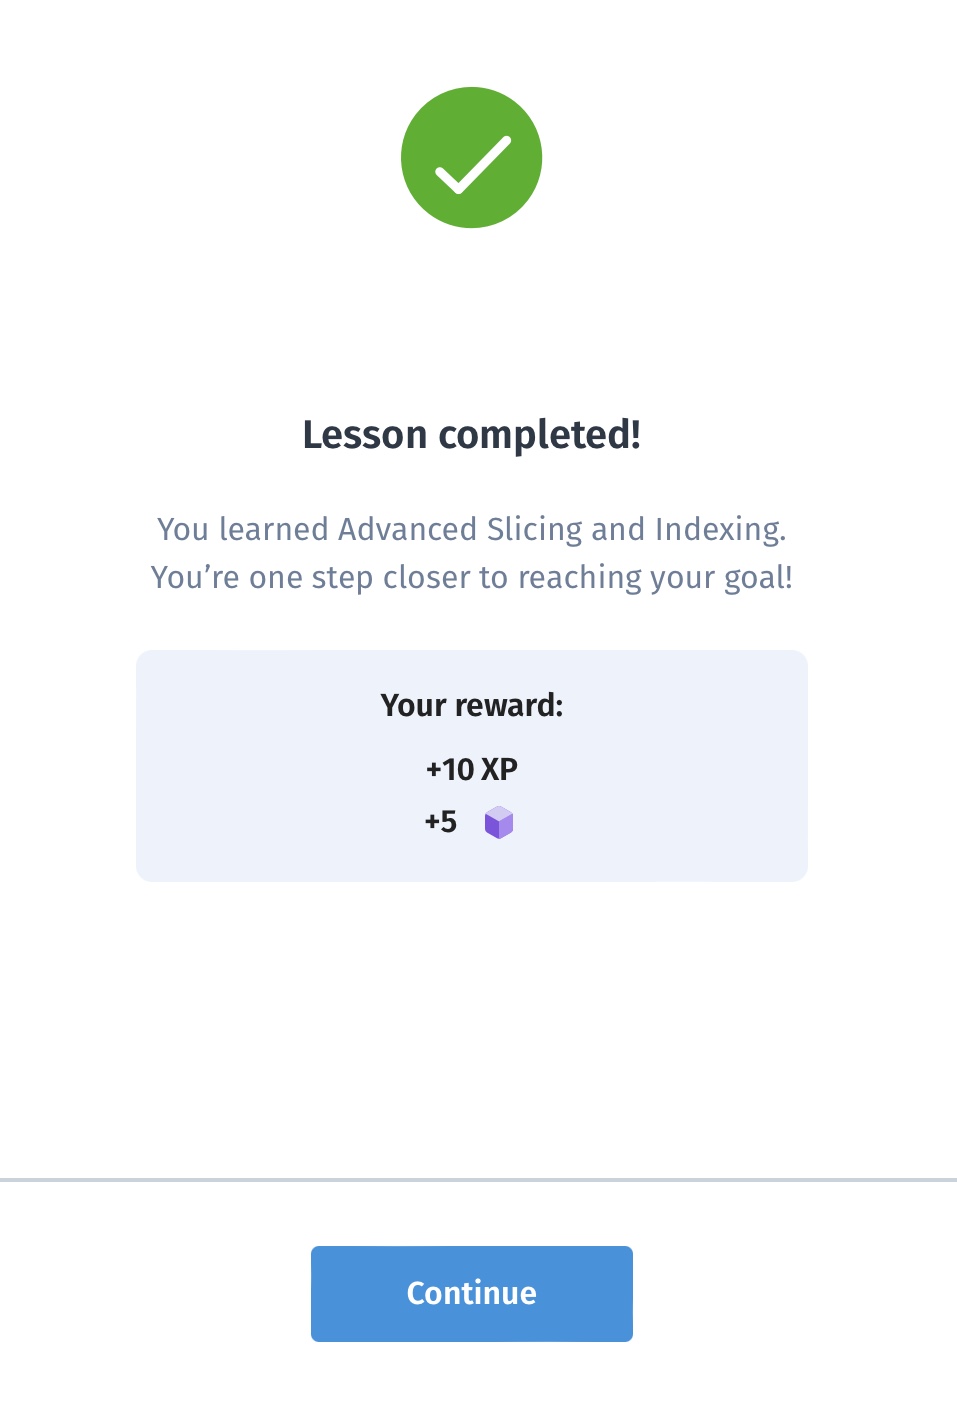 Lesson completed!
You learned Advanced Slicing and Indexing.
You’re one step closer to reaching your goal!
Your reward:
+10 XP
+5
Continue